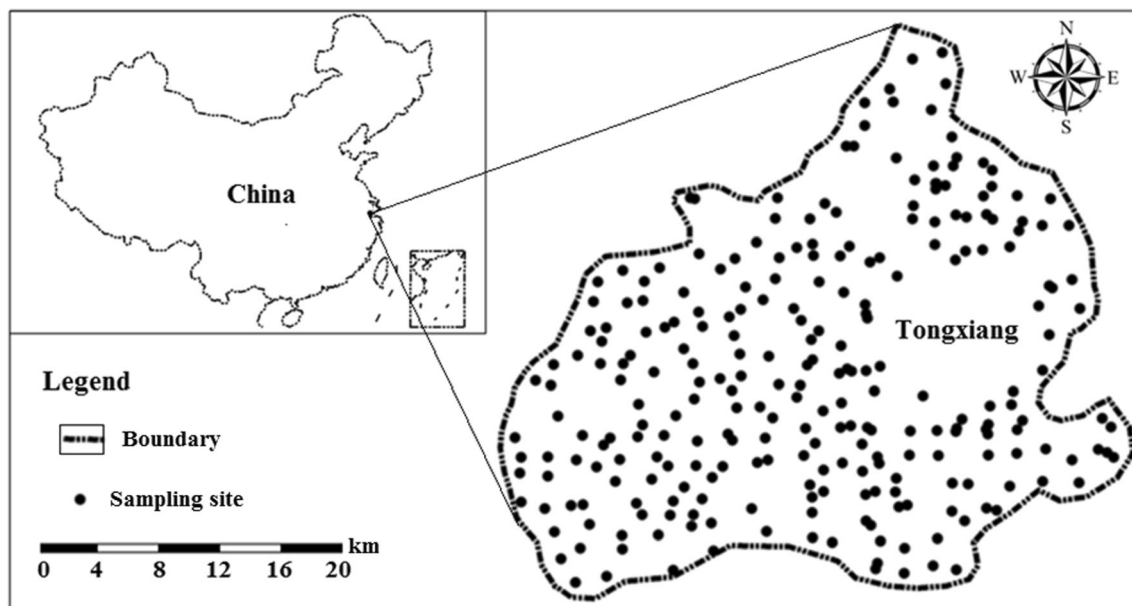 China
N
W E
S
Tongxiang
Legend
Boundary
Sampling site
km
0 4 8 12 16 20